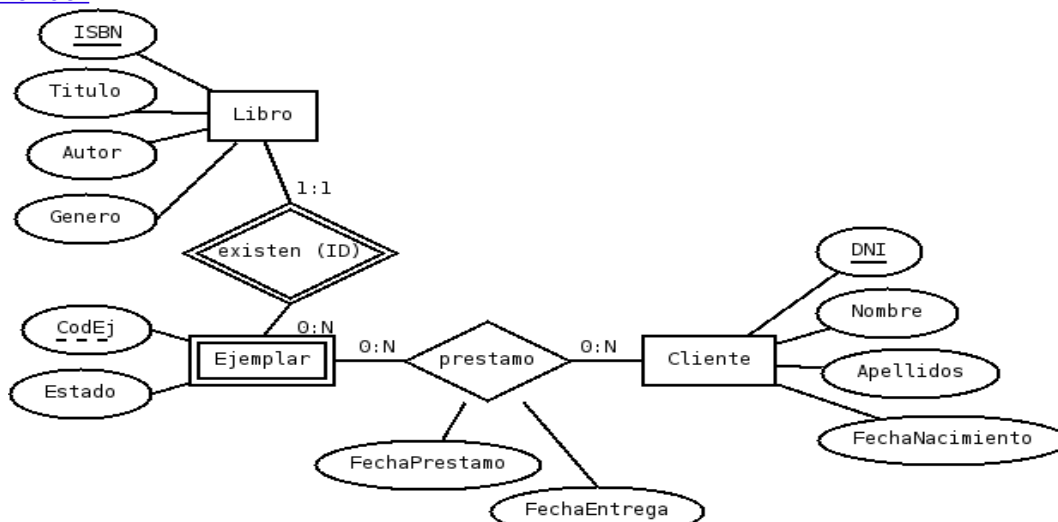 ISBN
Titulo
Libro
Autor
1:1
Genero
existen (ID)
DNI
Nombre
CodEj
0:N
Ejemplar
0:N
prestamo
0:N
Cliente
Apellidos
Estado
FechaNacimiento
FechaPrestamo
FechaEntrega